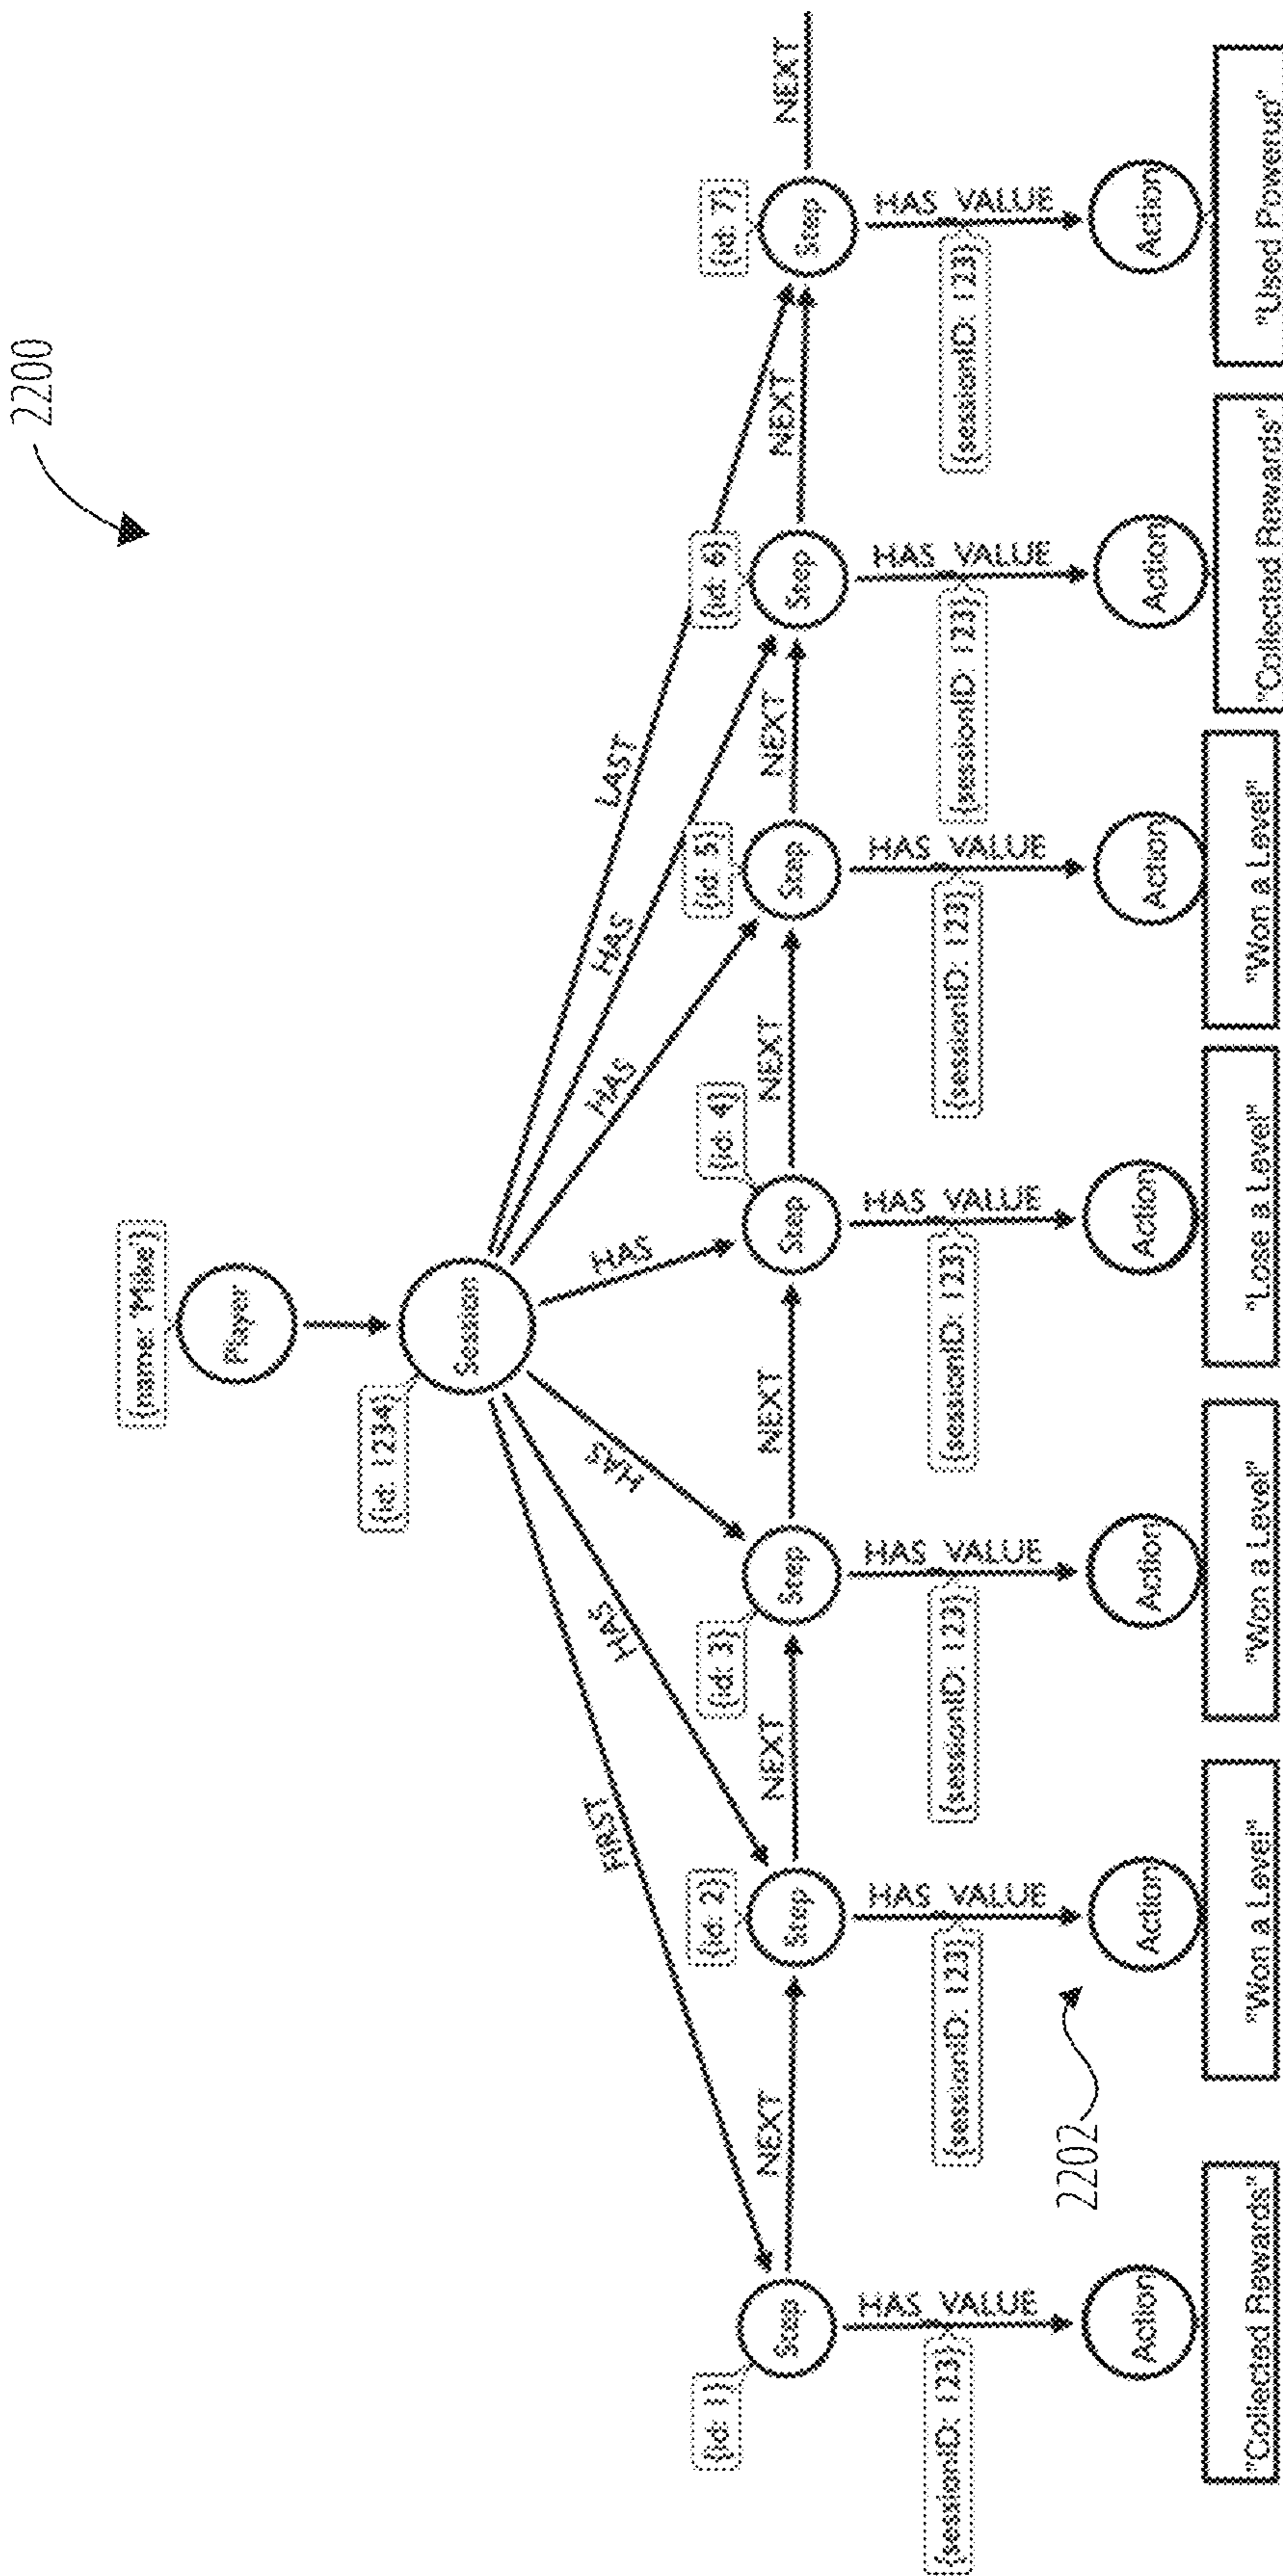 2200
{name: 'Mike'}
Player
{id: 1234}
Session
FIRST
HAS
HAS
HAS
HAS
HAS
LAST
{id: 1}
{id: 2}
{id: 3}
{id: 4}
{id: 5}
{id: 6}
{id: 7}
Step
NEXT
Step
NEXT
Step
NEXT
Step
NEXT
Step
NEXT
Step
NEXT
Step
NEXT
HAS VALUE
HAS VALUE
HAS VALUE
HAS VALUE
HAS VALUE
HAS VALUE
HAS VALUE
{sessionID: 123}
{sessionID: 123}
{sessionID: 123}
{sessionID: 123}
{sessionID: 123}
{sessionID: 123}
{sessionID: 123}
2202
Action
Action
Action
Action
Action
Action
Action
"Collected Rewards"
"Won a Level"
"Won a Level"
"Lose a Level"
"Won a Level"
"Collected Rewards"
"Used Powerup"